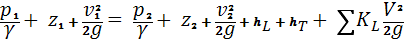 p₁/γ + z₁ + v₁²/2g = p₂/γ + z₂ + v₂²/2g + h_L + h_T + ∑K_L V²/2g